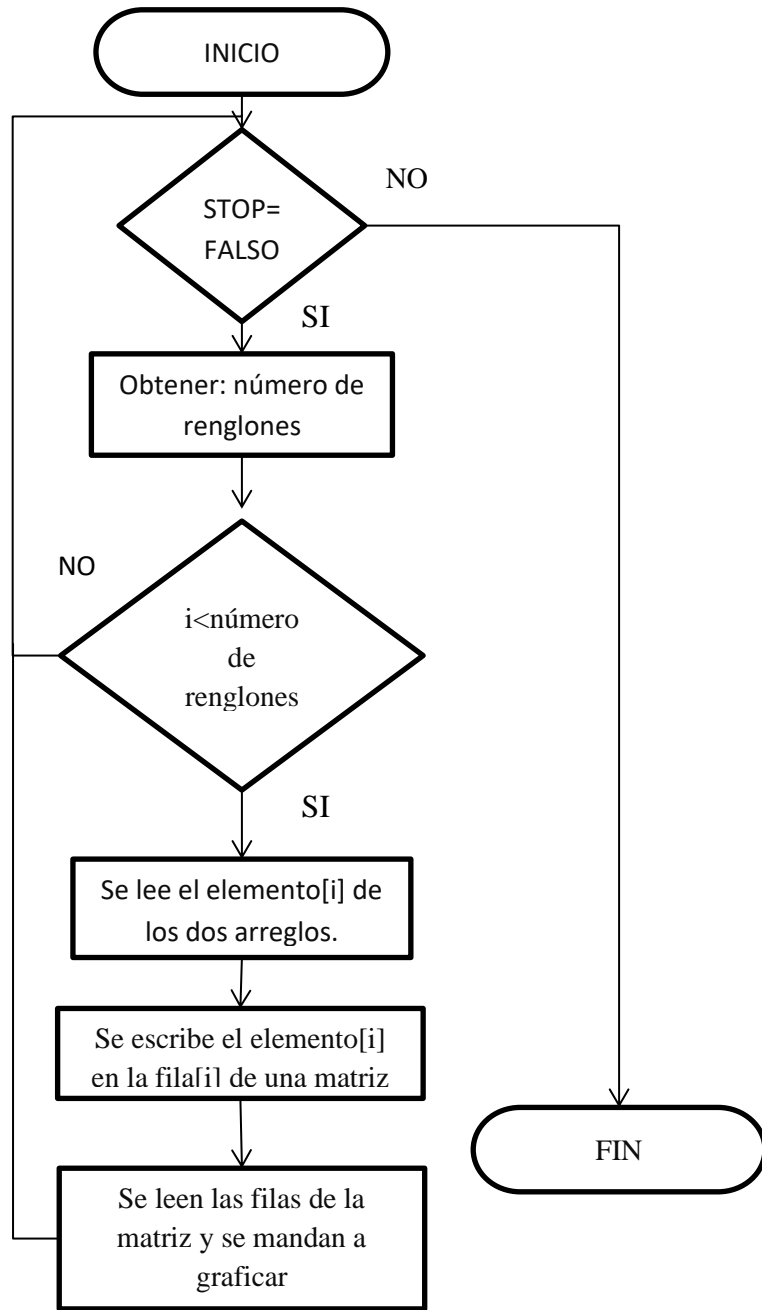 INICIO
NO
STOP=
FALSO
SI
Obtener: número de
renglones
NO
i<número
de
renglones
SI
Se lee el elemento[i] de
los dos arreglos.
Se escribe el elemento[i]
en la fila[i] de una matriz
FIN
Se leen las filas de la
matriz y se mandan a
graficar